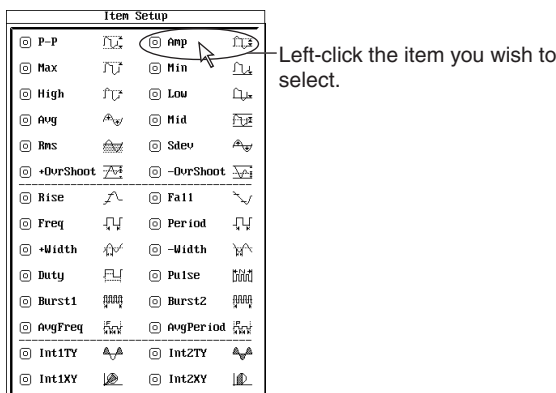 Item Setup
P-P Amp
Max Min
High Low
Avg Mid
Rms Sdev
+OvrShoot -OvrShoot
Rise Fall
Freq Period
+Width -Width
Duty Pulse
Burst1 Burst2
AvgFreq AvgPeriod
Int1TY Int2TY
Int1XY Int2XY
Left-click the item you wish to
select.